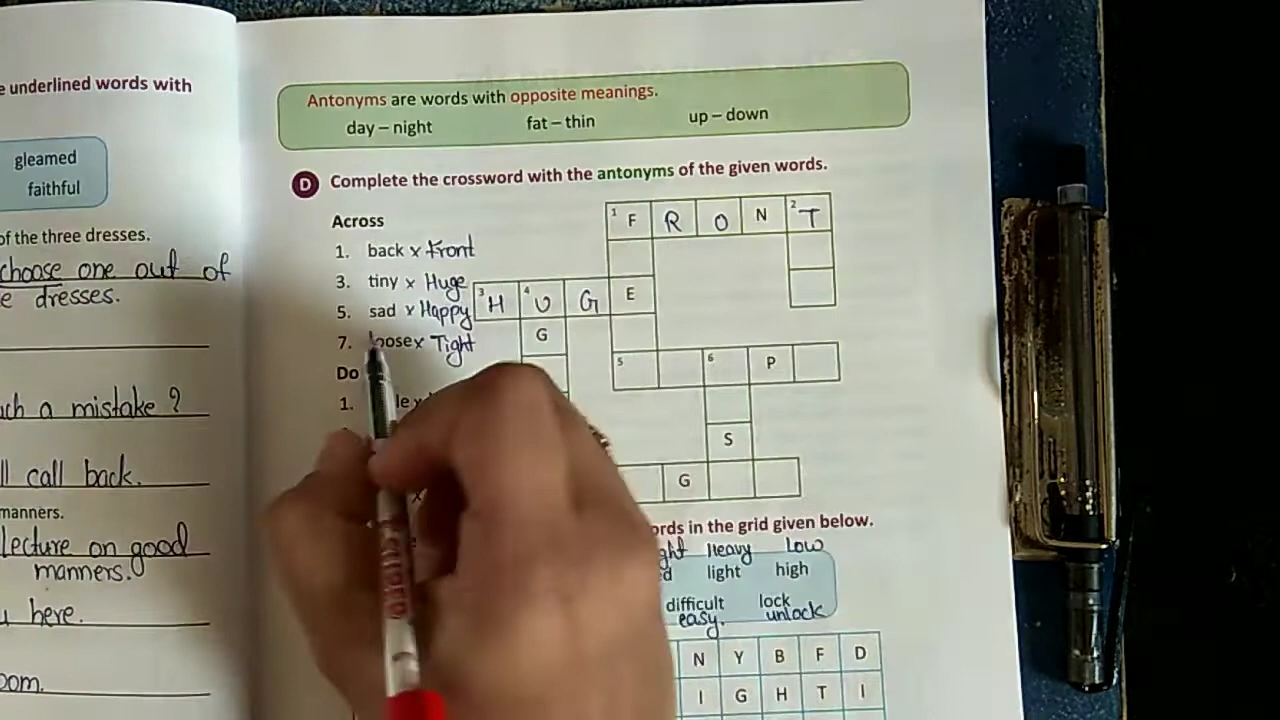 e underlined words with
gleamed
faithful
of the three dresses.
choose one out of
e dresses.
uch a mistake ?
ll call back.
manners.
lecture on good
manners.
u here.
oom.
Antonyms are words with opposite meanings.
day – night fat – thin up – down
D Complete the crossword with the antonyms of the given words.
Across
1. back x front
3. tiny x Huge
5. sad x Happy
7. loose x Tight
Do
1.
1 F R O N 2 T
3 H 4 U G E
G
5 6 P
S
G
ords in the grid given below.
Heavy Low
light high
difficult lock
easy. unlock
N Y B F D
I G H T I